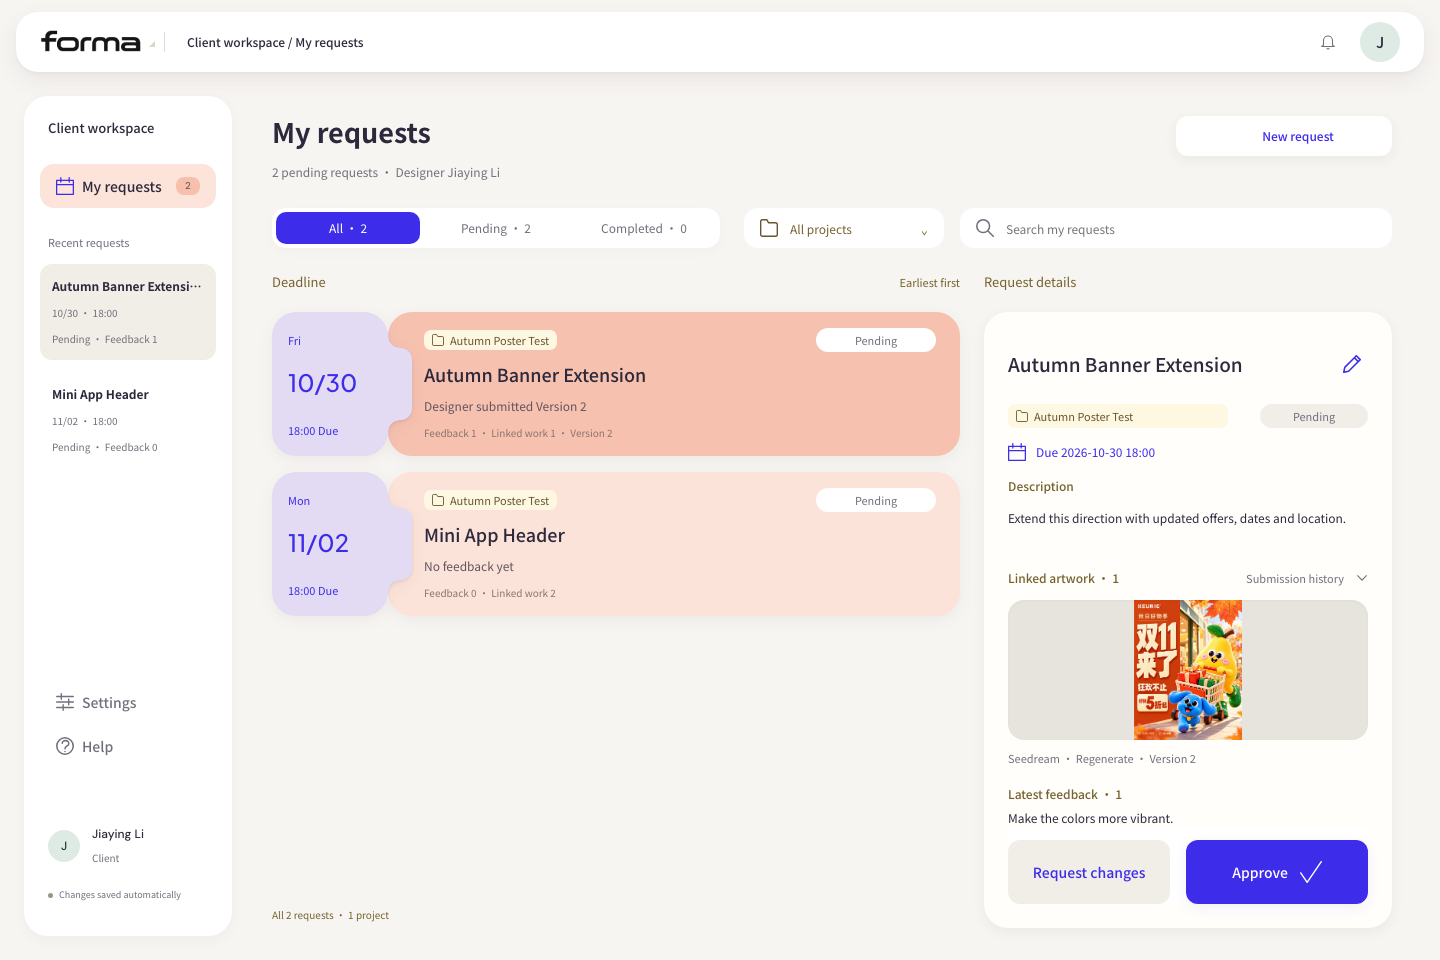 forma
Client workspace / My requests
J
Client workspace
My requests
2
Recent requests
Autumn Banner Extensi···
10/30 • 18:00
Pending • Feedback 1
Mini App Header
11/02 • 18:00
Pending • Feedback 0
Settings
Help
J
Jiaying Li
Client
Changes saved automatically
My requests
New request
2 pending requests • Designer Jiaying Li
All • 2
Pending • 2
Completed • 0
All projects
Search my requests
Deadline
Earliest first
Fri
10/30
18:00 Due
Autumn Poster Test
Pending
Autumn Banner Extension
Designer submitted Version 2
Feedback 1 • Linked work 1 • Version 2
Mon
11/02
18:00 Due
Autumn Poster Test
Pending
Mini App Header
No feedback yet
Feedback 0 • Linked work 2
All 2 requests • 1 project
Request details
Autumn Banner Extension
Autumn Poster Test
Pending
Due 2026-10-30 18:00
Description
Extend this direction with updated offers, dates and location.
Linked artwork • 1
Submission history
双11
来了
狂欢不止
5折起
Seedream • Regenerate • Version 2
Latest feedback • 1
Make the colors more vibrant.
Request changes
Approve